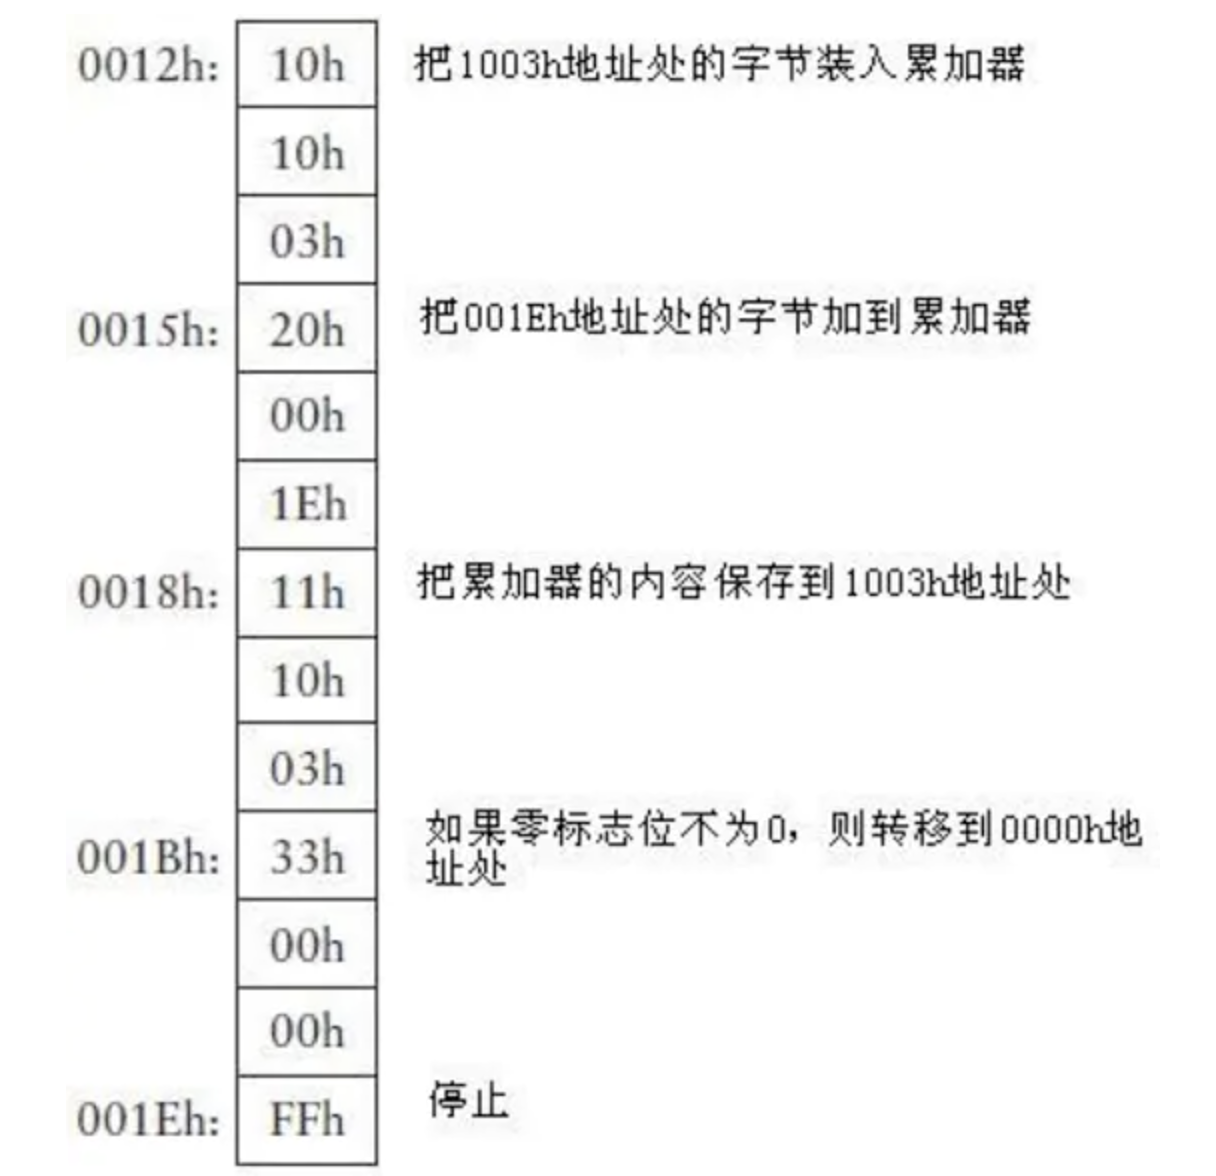 0012h: 10h 把1003h地址处的字节装入累加器
10h
03h
0015h: 20h 把001Eh地址处的字节加到累加器
00h
1Eh
0018h: 11h 把累加器的内容保存到1003h地址处
10h
03h
001Bh: 33h 如果零标志位不为0，则转移到0000h地
址处
00h
00h
001Eh: FFh 停止